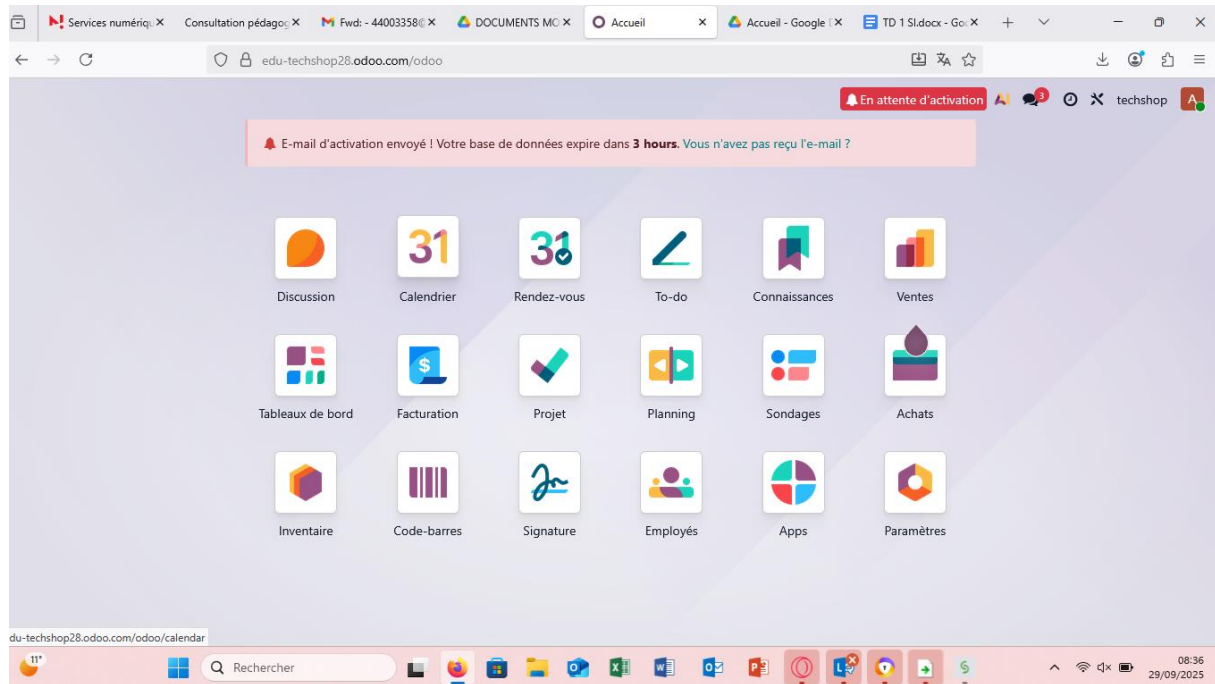 Services numériqu
Consultation pédagog
Fwd: - 44003358@
DOCUMENTS MO
Accueil
Accueil - Google D
TD 1 SI.docx - Goo
edu-techshop28.odoo.com/odoo
En attente d'activation
3
techshop
A
E-mail d'activation envoyé ! Votre base de données expire dans 3 hours. Vous n'avez pas reçu l'e-mail ?
31
31
Discussion
Calendrier
Rendez-vous
To-do
Connaissances
Ventes
Tableaux de bord
Facturation
Projet
Planning
Sondages
Achats
Inventaire
Code-barres
Signature
Employés
Apps
Paramètres
edu-techshop28.odoo.com/odoo/calendar
11°
Rechercher
08:36
29/09/2025